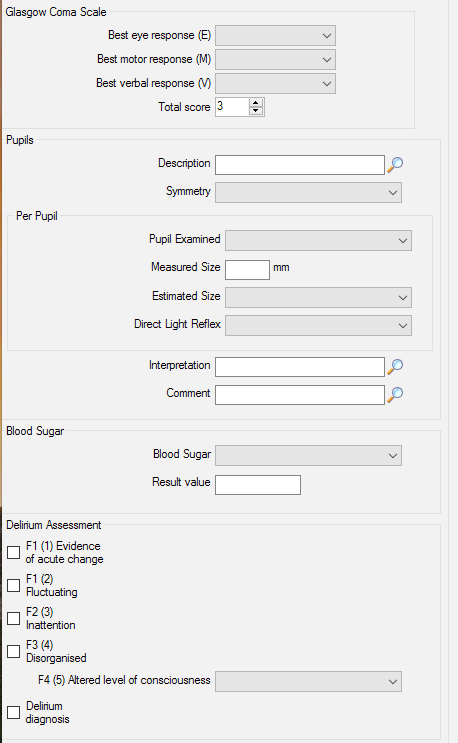 Glasgow Coma Scale
Best eye response (E)
Best motor response (M)
Best verbal response (V)
Total score 3
Pupils
Description
Symmetry
Per Pupil
Pupil Examined
Measured Size mm
Estimated Size
Direct Light Reflex
Interpretation
Comment
Blood Sugar
Blood Sugar
Result value
Delirium Assessment
F1 (1) Evidence
of acute change
F1 (2)
Fluctuating
F2 (3)
Inattention
F3 (4)
Disorganised
F4 (5) Altered level of consciousness
Delirium
diagnosis